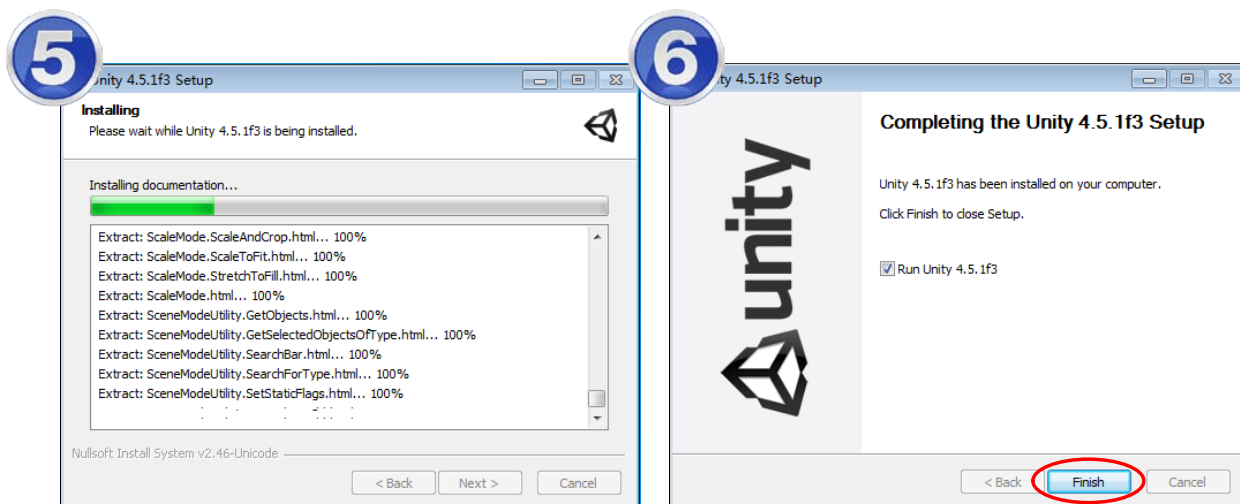 5
Unity 4.5.1f3 Setup
Installing
Please wait while Unity 4.5.1f3 is being installed.
Installing documentation...
Extract: ScaleMode.ScaleAndCrop.html... 100%
Extract: ScaleMode.ScaleToFit.html... 100%
Extract: ScaleMode.StretchToFill.html... 100%
Extract: ScaleMode.html... 100%
Extract: SceneModeUtility.GetObjects.html... 100%
Extract: SceneModeUtility.GetSelectedObjectsOfType.html... 100%
Extract: SceneModeUtility.SearchBar.html... 100%
Extract: SceneModeUtility.SearchForType.html... 100%
Extract: SceneModeUtility.SetStaticFlags.html... 100%
Nullsoft Install System v2.46-Unicode
< Back Next > Cancel
6
ty 4.5.1f3 Setup
unity
Completing the Unity 4.5.1f3 Setup
Unity 4.5.1f3 has been installed on your computer.
Click Finish to close Setup.
Run Unity 4.5.1f3
< Back Finish Cancel